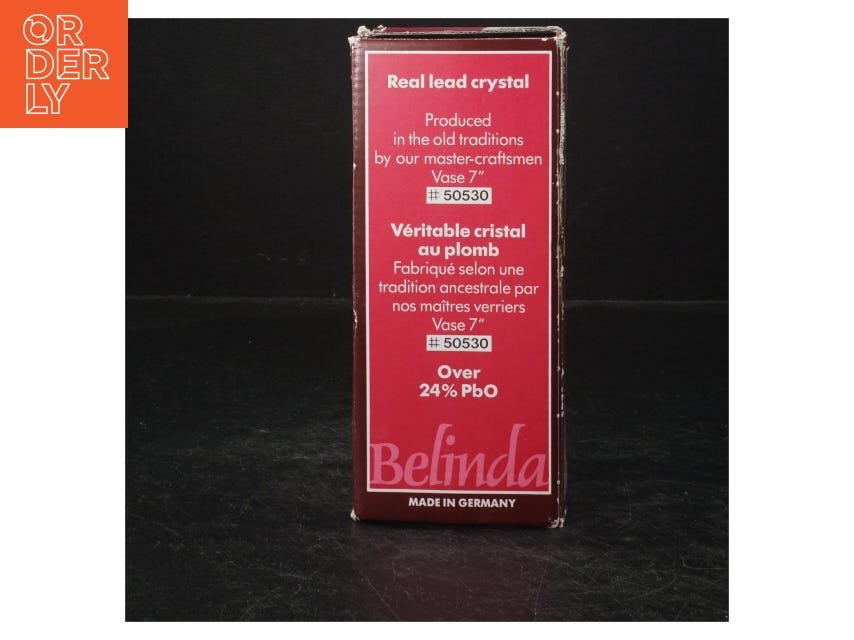 OR
DER
LY
Real lead crystal
Produced
in the old traditions
by our master-craftsmen
Vase 7"
# 50530
Véritable cristal
au plomb
Fabriqué selon une
tradition ancestrale par
nos maîtres verriers
Vase 7"
# 50530
Over
24% PbO
Belinda
MADE IN GERMANY